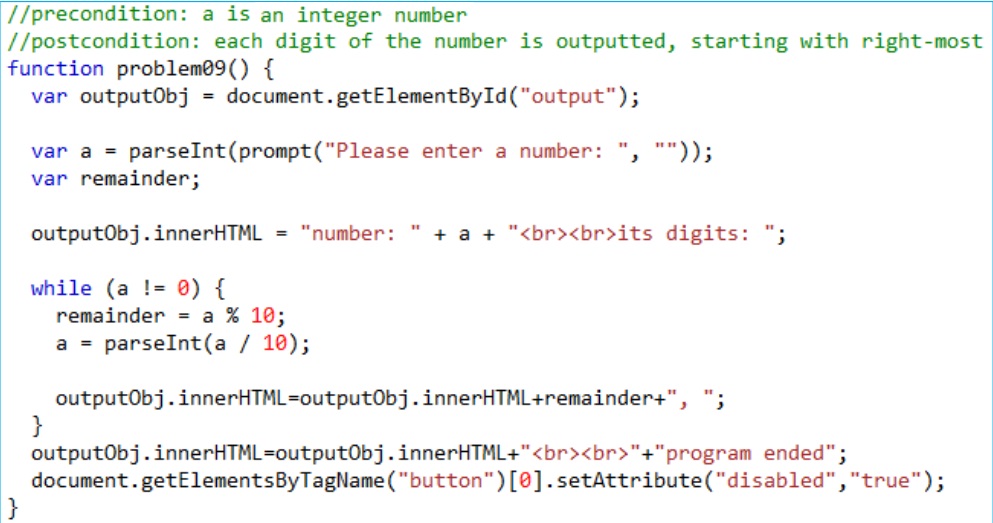 //precondition: a is an integer number
//postcondition: each digit of the number is outputted, starting with right-most
function problem09() {
  var outputObj = document.getElementById("output");

  var a = parseInt(prompt("Please enter a number: ", ""));
  var remainder;

  outputObj.innerHTML = "number: " + a + "<br><br>its digits: ";

  while (a != 0) {
    remainder = a % 10;
    a = parseInt(a / 10);

    outputObj.innerHTML=outputObj.innerHTML+remainder+", ";
  }
  outputObj.innerHTML=outputObj.innerHTML+"<br><br>"+"program ended";
  document.getElementsByTagName("button")[0].setAttribute("disabled","true");
}